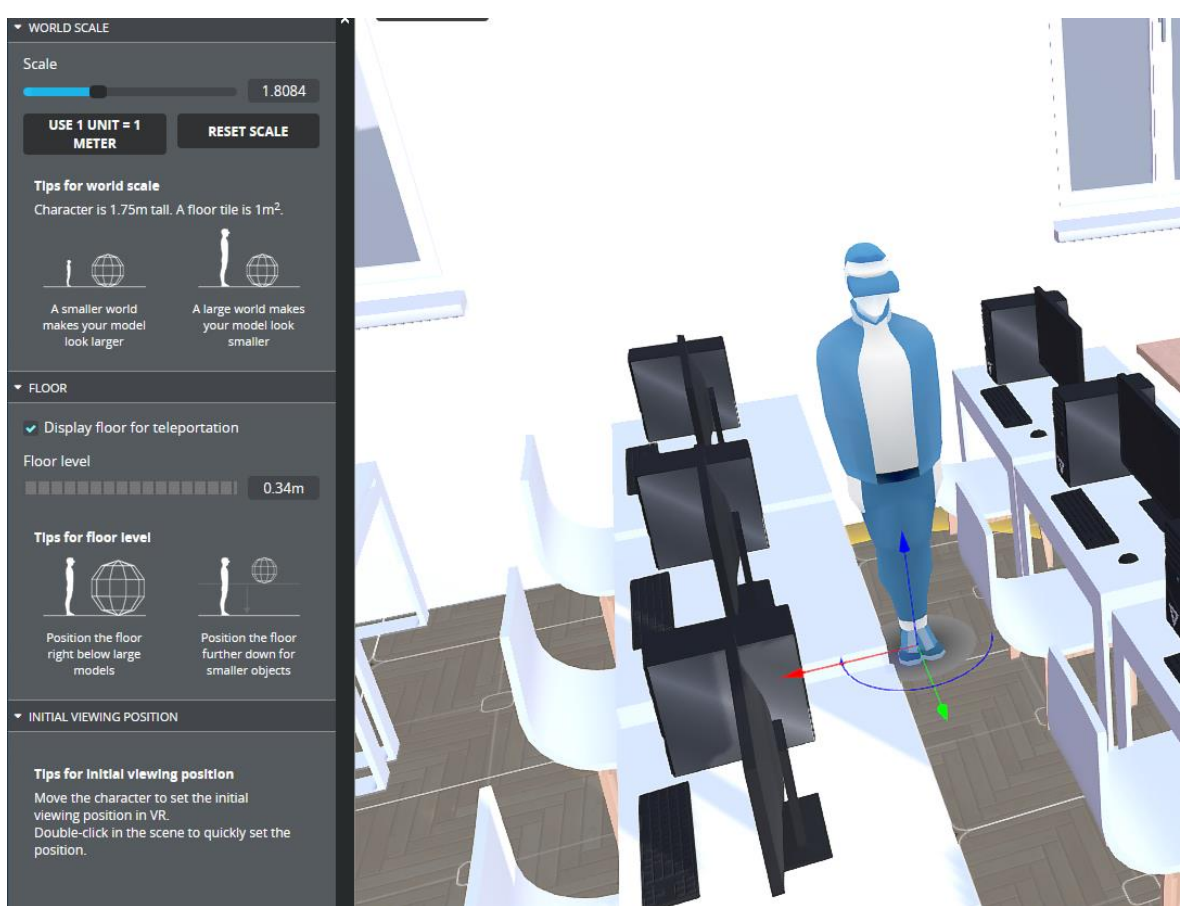 WORLD SCALE
Scale
1.8084
USE 1 UNIT = 1
METER
RESET SCALE
Tips for world scale
Character is 1.75m tall. A floor tile is 1m².
A smaller world
makes your model
look larger
A large world makes
your model look
smaller
FLOOR
Display floor for teleportation
Floor level
0.34m
Tips for floor level
Position the floor
right below large
models
Position the floor
further down for
smaller objects
INITIAL VIEWING POSITION
Tips for initial viewing position
Move the character to set the initial
viewing position in VR.
Double-click in the scene to quickly set the
position.